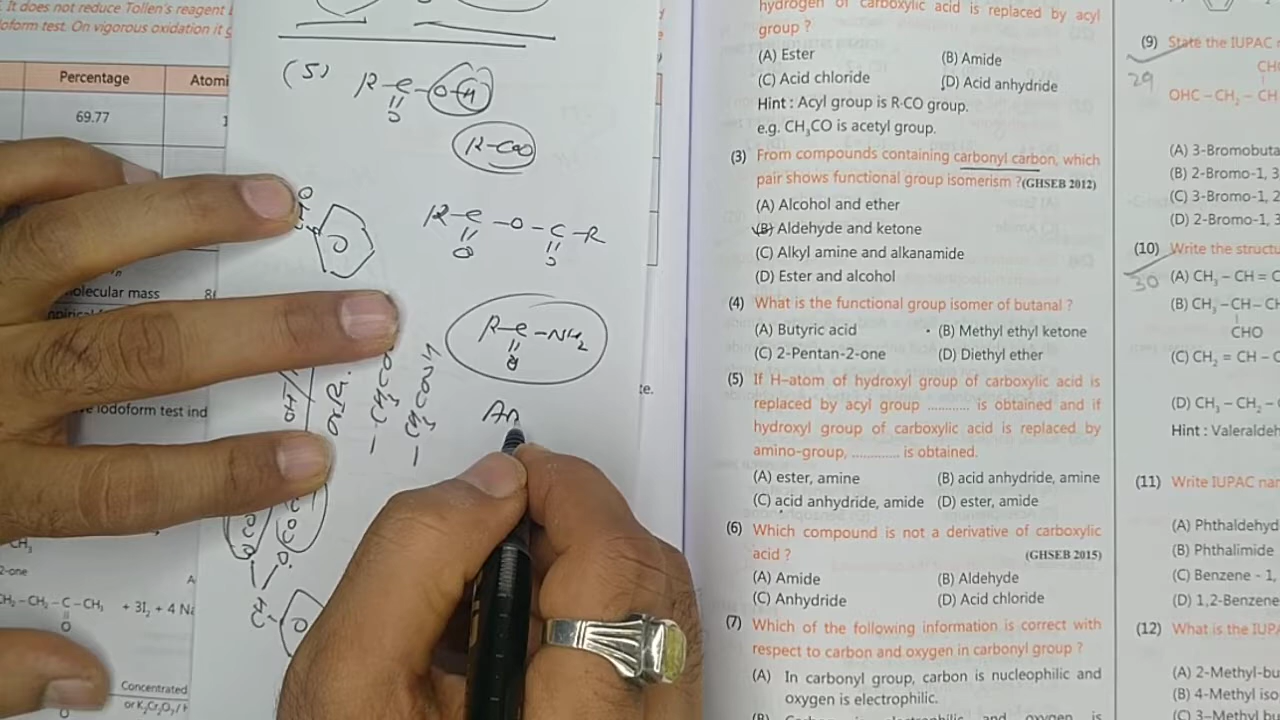 . It does not reduce Tollen's reagent
oform test. On vigorous oxidation it g
Percentage
Atomi
69.77
olecular mass
ve Iodoform test ind
CH₃
2-one
A
CH₂–CH₂–C–CH₃ + 3I₂ + 4 Na
O
Concentrated
or K₂Cr₂O₇/H
te.
(5) R–C–OH
O
R–CO
R–C–O–C–R
O
R–C–NH₂
O
An
hydrogen of carboxylic acid is replaced by acyl
group ?
(A) Ester (B) Amide
(C) Acid chloride (D) Acid anhydride
Hint : Acyl group is R·CO group.
e.g. CH₃CO is acetyl group.
(3) From compounds containing carbonyl carbon, which
pair shows functional group isomerism ? (GHSEB 2012)
(A) Alcohol and ether
(B) Aldehyde and ketone
(C) Alkyl amine and alkanamide
(D) Ester and alcohol
(4) What is the functional group isomer of butanal ?
(A) Butyric acid (B) Methyl ethyl ketone
(C) 2-Pentan-2-one (D) Diethyl ether
(5) If H–atom of hydroxyl group of carboxylic acid is
replaced by acyl group ............ is obtained and if
hydroxyl group of carboxylic acid is replaced by
amino-group, ............ is obtained.
(A) ester, amine (B) acid anhydride, amine
(C) acid anhydride, amide (D) ester, amide
(6) Which compound is not a derivative of carboxylic
acid ? (GHSEB 2015)
(A) Amide (B) Aldehyde
(C) Anhydride (D) Acid chloride
(7) Which of the following information is correct with
respect to carbon and oxygen in carbonyl group ?
(A) In carbonyl group, carbon is nucleophilic and
oxygen is electrophilic.
(9) State the IUPAC n
29
OHC – CH₂ – CH
(A) 3-Bromobuta
(B) 2-Bromo-1, 3
(C) 3-Bromo-1, 2
(D) 2-Bromo-1, 3
(10) Write the structu
30
(A) CH₃ – CH = C
(B) CH₃ –CH– CH
CHO
(C) CH₂ = CH – C
(D) CH₃ – CH₂ –
Hint : Valeraldeh
(11) Write IUPAC nar
(A) Phthaldehyd
(B) Phthalimide
(C) Benzene - 1,
(D) 1,2-Benzene
(12) What is the IUPA
(A) 2-Methyl-bu
(B) 4-Methyl iso
(C) 3-Methyl bu